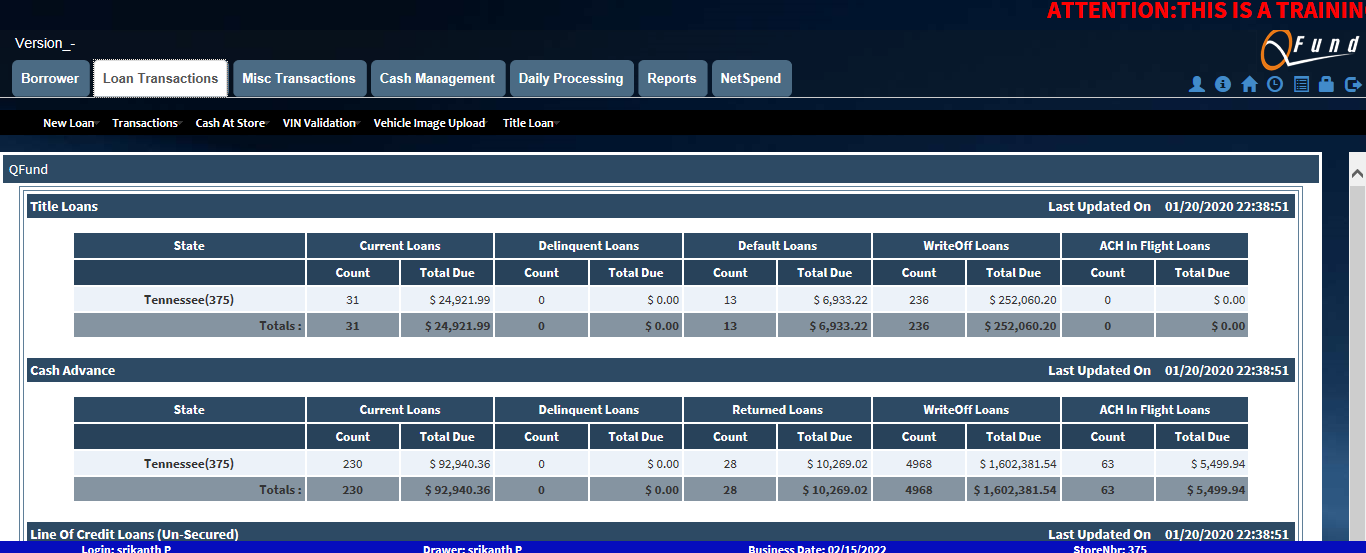 ATTENTION:THIS IS A TRAININ
Version_-
QFund
Borrower Loan Transactions Misc Transactions Cash Management Daily Processing Reports NetSpend
New Loan Transactions Cash At Store VIN Validation Vehicle Image Upload Title Loan
QFund
Title Loans Last Updated On 01/20/2020 22:38:51
State Current Loans Delinquent Loans Default Loans WriteOff Loans ACH In Flight Loans
Count Total Due Count Total Due Count Total Due Count Total Due Count Total Due
Tennessee(375) 31 $ 24,921.99 0 $ 0.00 13 $ 6,933.22 236 $ 252,060.20 0 $ 0.00
Totals : 31 $ 24,921.99 0 $ 0.00 13 $ 6,933.22 236 $ 252,060.20 0 $ 0.00
Cash Advance Last Updated On 01/20/2020 22:38:51
State Current Loans Delinquent Loans Returned Loans WriteOff Loans ACH In Flight Loans
Count Total Due Count Total Due Count Total Due Count Total Due Count Total Due
Tennessee(375) 230 $ 92,940.36 0 $ 0.00 28 $ 10,269.02 4968 $ 1,602,381.54 63 $ 5,499.94
Totals : 230 $ 92,940.36 0 $ 0.00 28 $ 10,269.02 4968 $ 1,602,381.54 63 $ 5,499.94
Line Of Credit Loans (Un-Secured) Last Updated On 01/20/2020 22:38:51
Login: srikanth P Drawer: srikanth P Business Date: 02/15/2022 StoreNbr: 375